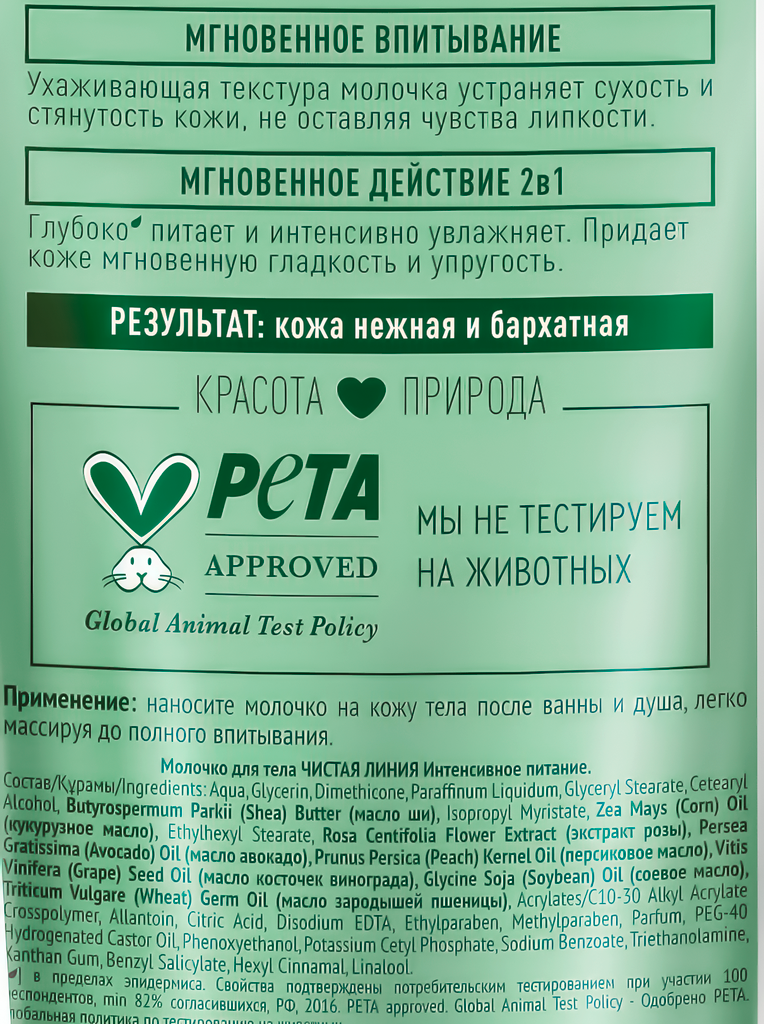 МГНОВЕННОЕ ВПИТЫВАНИЕ
Ухаживающая текстура молочка устраняет сухость и
стянутость кожи, не оставляя чувства липкости.
МГНОВЕННОЕ ДЕЙСТВИЕ 2в1
Глубоко питает и интенсивно увлажняет. Придает
коже мгновенную гладкость и упругость.
РЕЗУЛЬТАТ: кожа нежная и бархатная
КРАСОТА ПРИРОДА
PETA
APPROVED
Global Animal Test Policy
МЫ НЕ ТЕСТИРУЕМ
НА ЖИВОТНЫХ
Применение: наносите молочко на кожу тела после ванны и душа, легко
массируя до полного впитывания.
Молочко для тела ЧИСТАЯ ЛИНИЯ Интенсивное питание.
Состав/Құрамы/Ingredients: Aqua, Glycerin, Dimethicone, Paraffinum Liquidum, Glyceryl Stearate, Cetearyl
Alcohol, Butyrospermum Parkii (Shea) Butter (масло ши), Isopropyl Myristate, Zea Mays (Corn) Oil
(кукурузное масло), Ethylhexyl Stearate, Rosa Centifolia Flower Extract (экстракт розы), Persea
Gratissima (Avocado) Oil (масло авокадо), Prunus Persica (Peach) Kernel Oil (персиковое масло), Vitis
Vinifera (Grape) Seed Oil (масло косточек винограда), Glycine Soja (Soybean) Oil (соевое масло),
Triticum Vulgare (Wheat) Germ Oil (масло зародышей пшеницы), Acrylates/C10-30 Alkyl Acrylate
Crosspolymer, Allantoin, Citric Acid, Disodium EDTA, Ethylparaben, Methylparaben, Parfum, PEG-40
Hydrogenated Castor Oil, Phenoxyethanol, Potassium Cetyl Phosphate, Sodium Benzoate, Triethanolamine,
Xanthan Gum, Benzyl Salicylate, Hexyl Cinnamal, Linalool.
в пределах эпидермиса. Свойства подтверждены потребительским тестированием при участии 100
респондентов, min 82% согласившихся, РФ, 2016. PETA approved. Global Animal Test Policy - Одобрено PETA.
Глобальная политика по тестированию на животных.